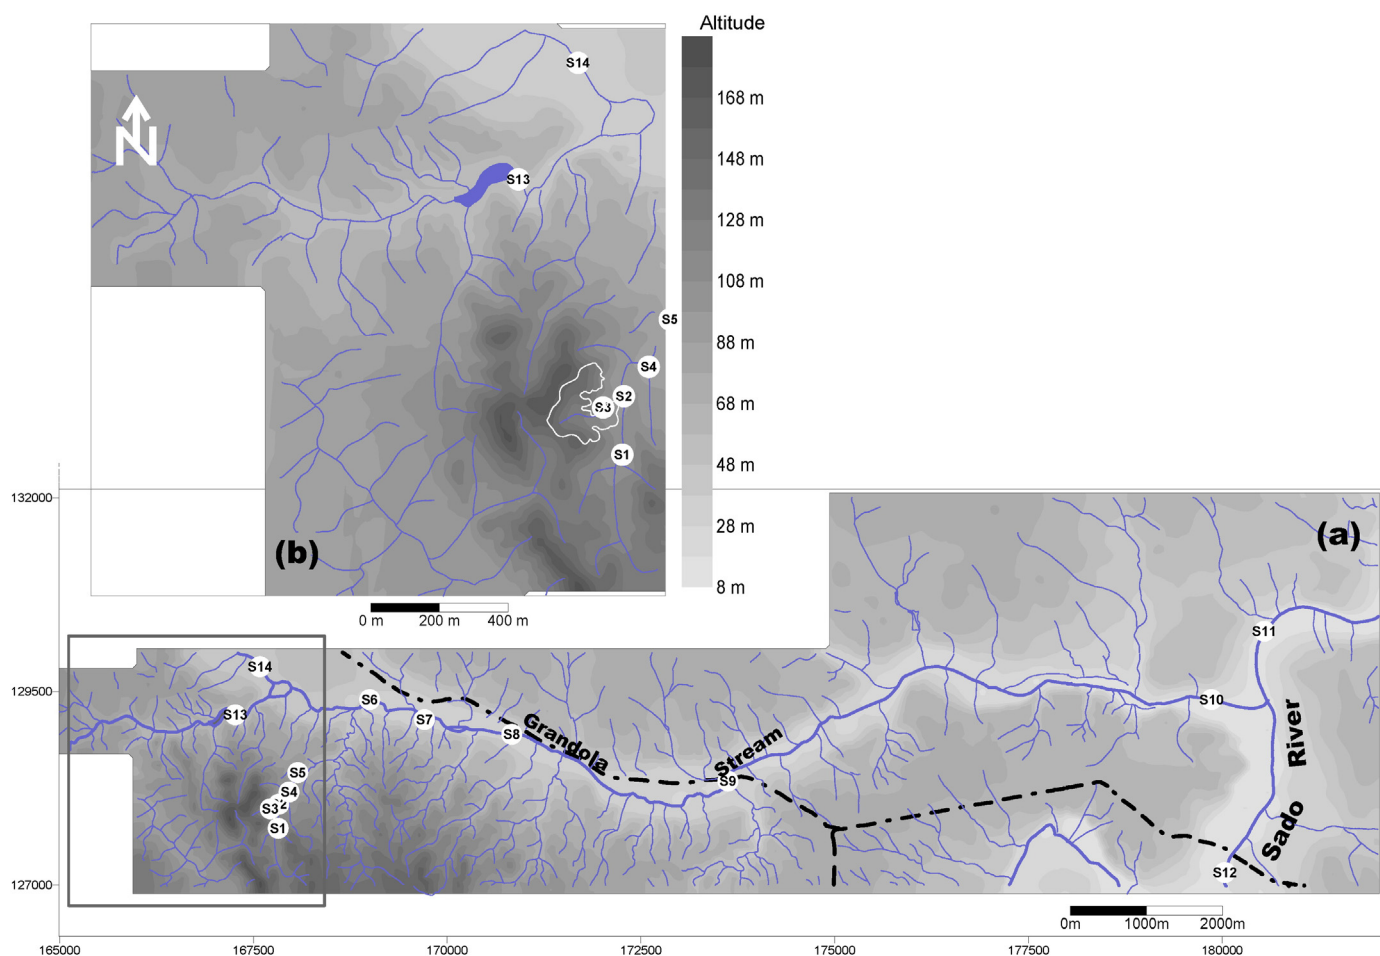 Altitude
S14
168 m
N
148 m
S13
128 m
108 m
S5
88 m
S4
S2
68 m
S3
S1
48 m
132000
28 m
(a)
(b)
8 m
0 m 200 m 400 m
S11
S14
129500
S6
S10
S13
S7
Grandola
Stream
River
S8
S5
S9
S4
S3
S1
Sado
S12
127000
0m 1000m 2000m
165000 167500 170000 172500 175000 177500 180000